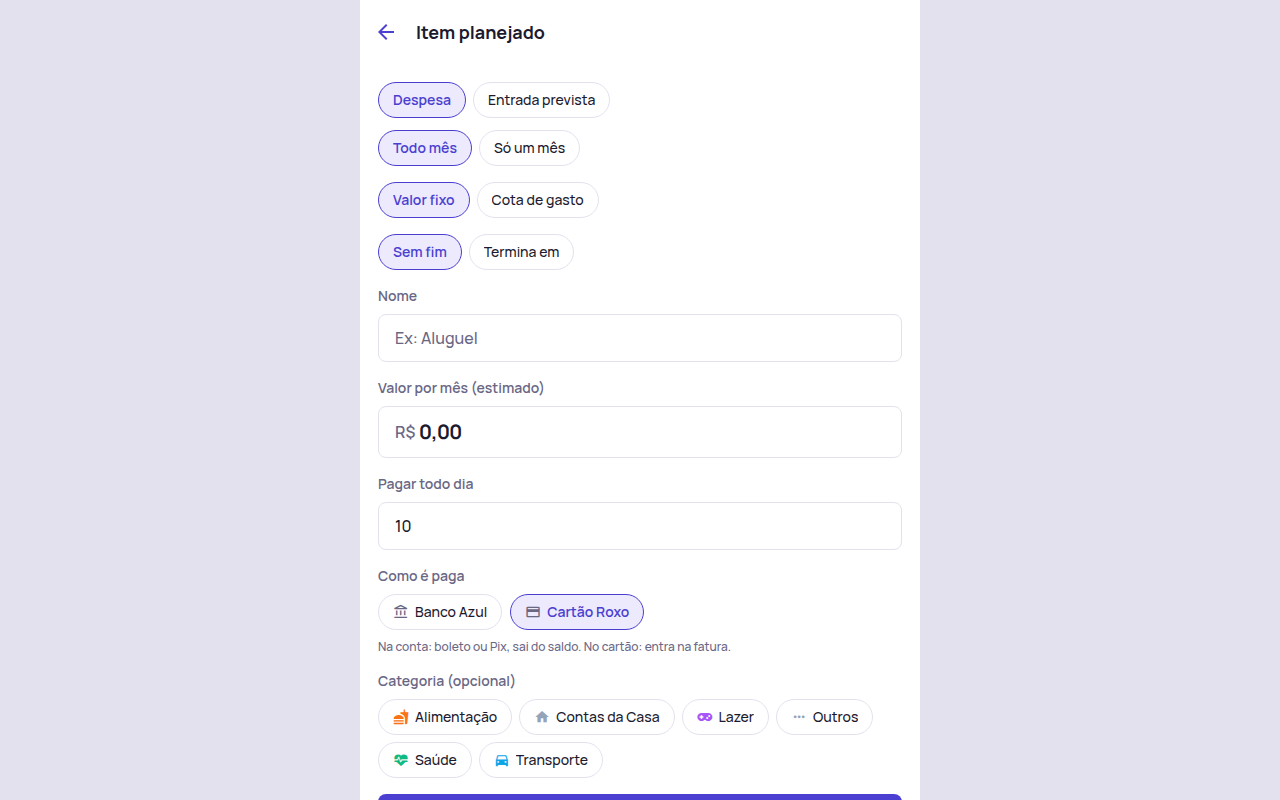 Item planejado
Despesa Entrada prevista
Todo mês Só um mês
Valor fixo Cota de gasto
Sem fim Termina em
Nome
Ex: Aluguel
Valor por mês (estimado)
R$ 0,00
Pagar todo dia
10
Como é paga
Banco Azul Cartão Roxo
Na conta: boleto ou Pix, sai do saldo. No cartão: entra na fatura.
Categoria (opcional)
Alimentação Contas da Casa Lazer Outros
Saúde Transporte